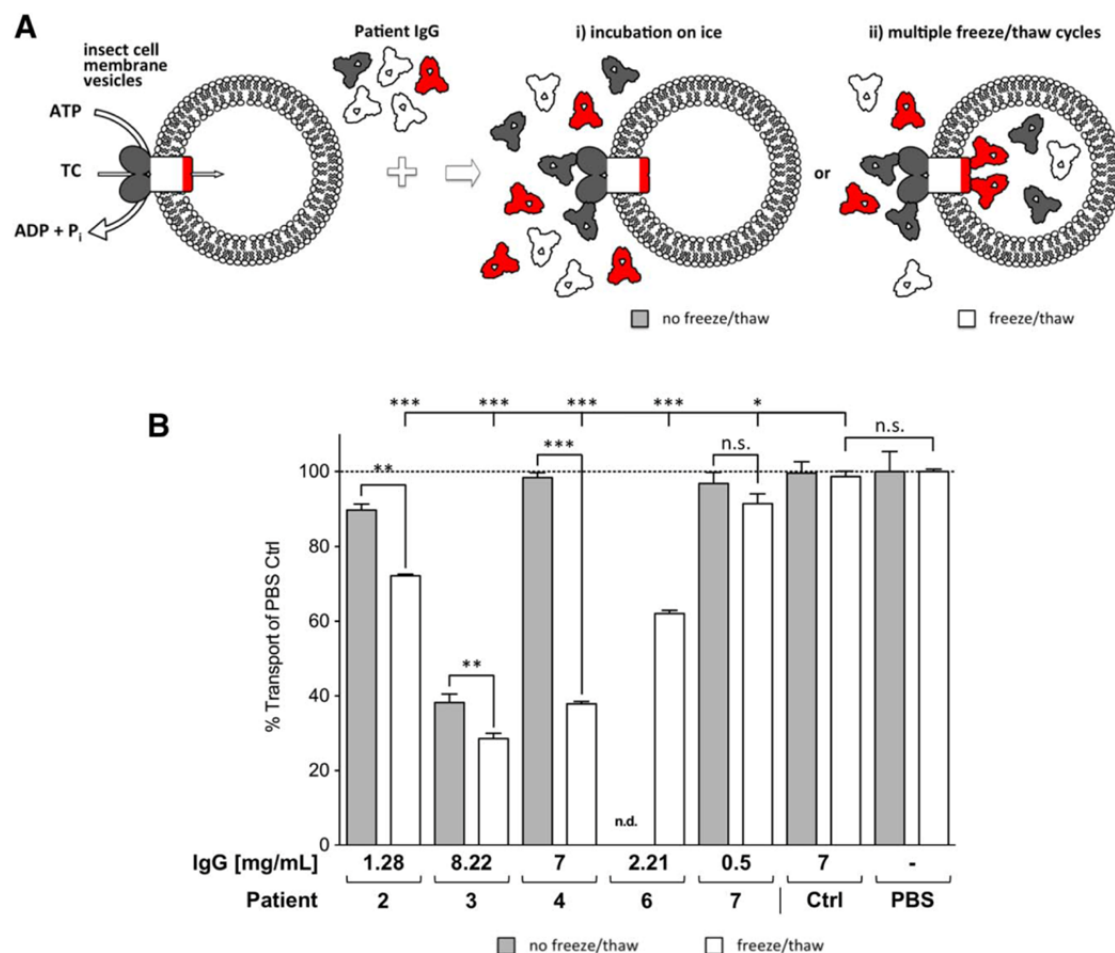 A
insect cell
membrane
vesicles
ATP
TC
ADP + Pi
Patient IgG
i) incubation on ice
or
ii) multiple freeze/thaw cycles
no freeze/thaw
freeze/thaw
B
*** *** *** *** *
** ** *** n.s. n.s.
% Transport of PBS Ctrl
100
80
60
40
20
0
n.d.
IgG [mg/mL] 1.28 8.22 7 2.21 0.5 7 -
Patient 2 3 4 6 7 Ctrl PBS
no freeze/thaw freeze/thaw